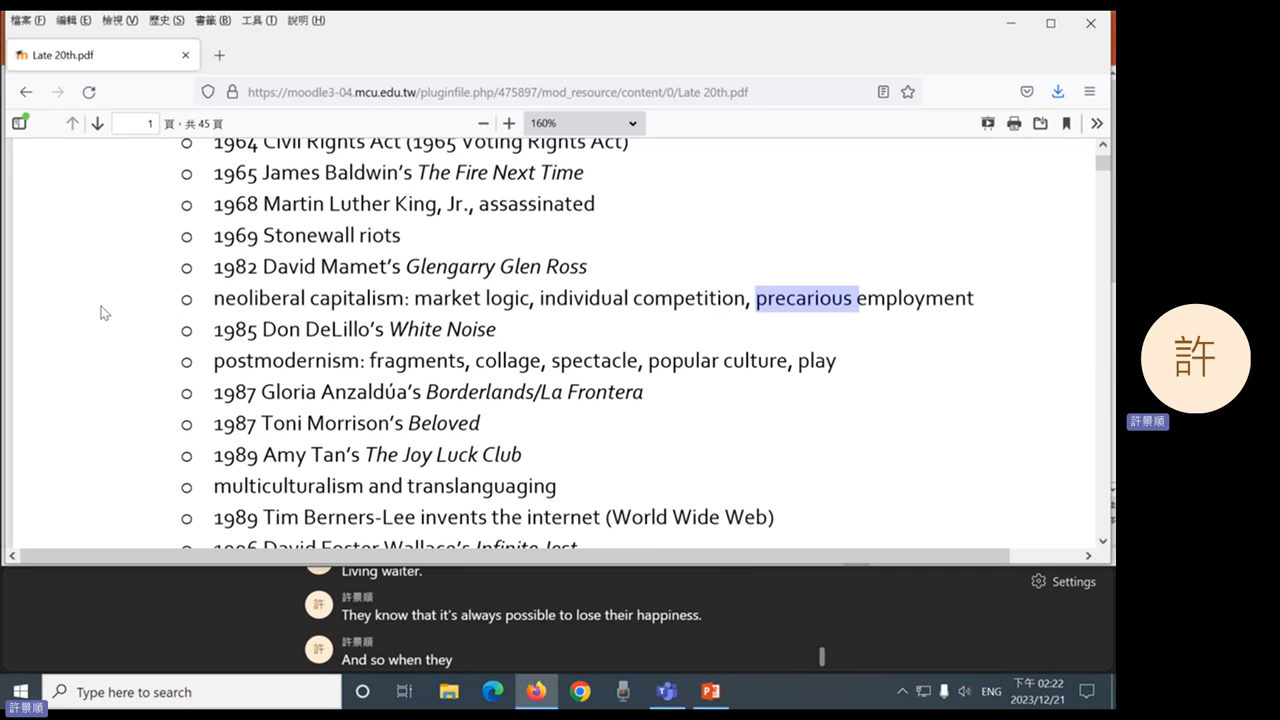 檔案(F) 編輯(E) 檢視(V) 歷史(S) 書籤(B) 工具(T) 說明(H)
Late 20th.pdf
https://moodle3-04.mcu.edu.tw/pluginfile.php/475897/mod_resource/content/0/Late 20th.pdf
1 頁，共 45 頁
160%
1964 Civil Rights Act (1965 Voting Rights Act)
1965 James Baldwin's The Fire Next Time
1968 Martin Luther King, Jr., assassinated
1969 Stonewall riots
1982 David Mamet's Glengarry Glen Ross
neoliberal capitalism: market logic, individual competition, precarious employment
1985 Don DeLillo's White Noise
postmodernism: fragments, collage, spectacle, popular culture, play
1987 Gloria Anzaldúa's Borderlands/La Frontera
1987 Toni Morrison's Beloved
1989 Amy Tan's The Joy Luck Club
multiculturalism and translanguaging
1989 Tim Berners-Lee invents the internet (World Wide Web)
1996 David Foster Wallace's Infinite Jest
許
許景順
Living waiter.
Settings
許
許景順
They know that it's always possible to lose their happiness.
許
許景順
And so when they
Type here to search
ENG
下午 02:22
2023/12/21
許景順